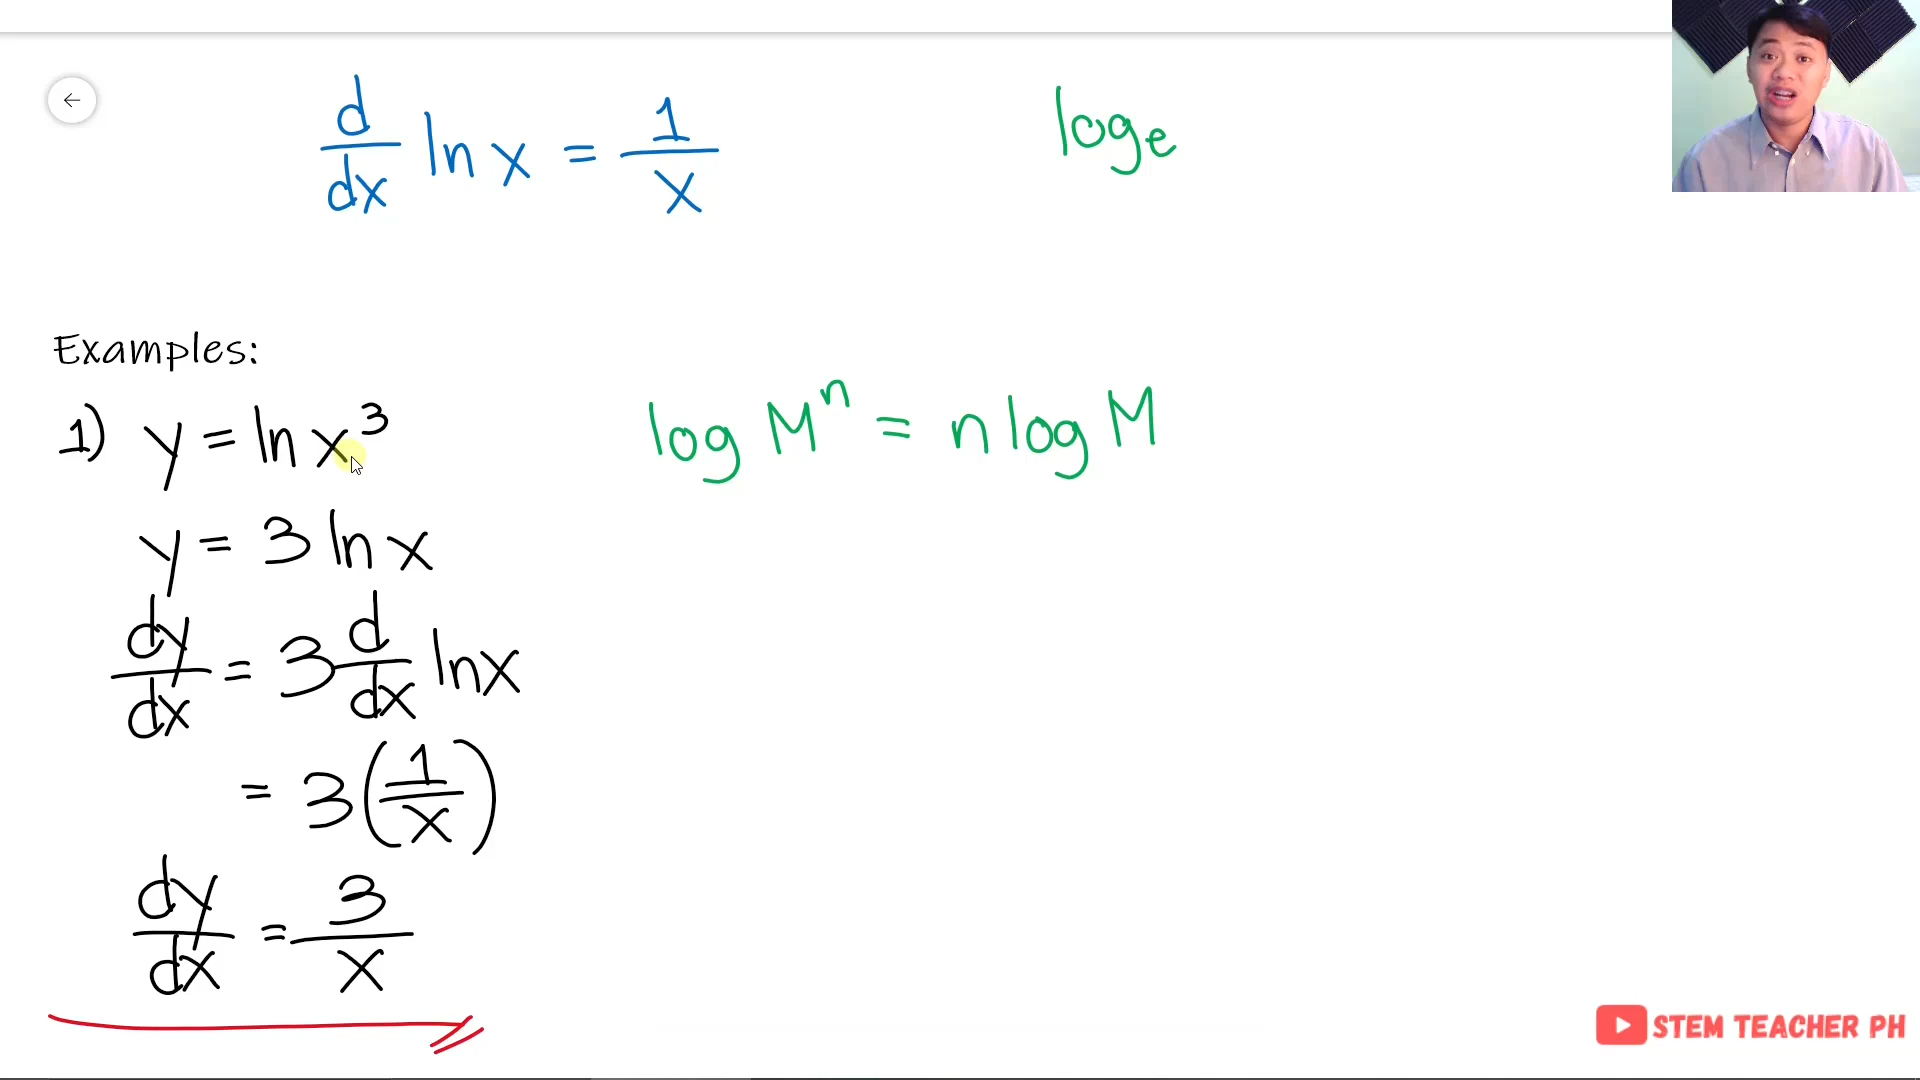 d/dx ln x = 1/x
logₑ
Examples:
1) y = ln x³
log Mⁿ = n log M
y = 3 ln x
dy/dx = 3 d/dx ln x
= 3(1/x)
dy/dx = 3/x
STEM TEACHER PH